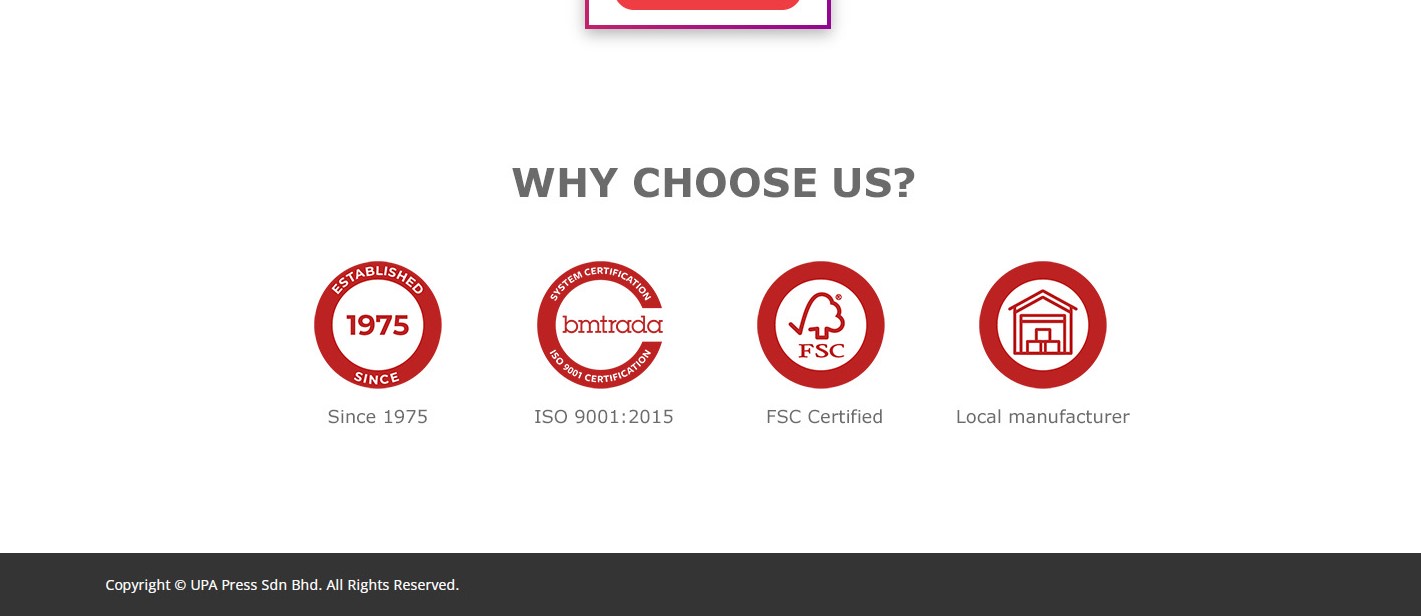 WHY CHOOSE US?
ESTABLISHED
1975
SINCE
SYSTEM CERTIFICATION
bmtrada
ISO 9001 CERTIFICATION
®
FSC
Since 1975
ISO 9001:2015
FSC Certified
Local manufacturer
Copyright © UPA Press Sdn Bhd. All Rights Reserved.